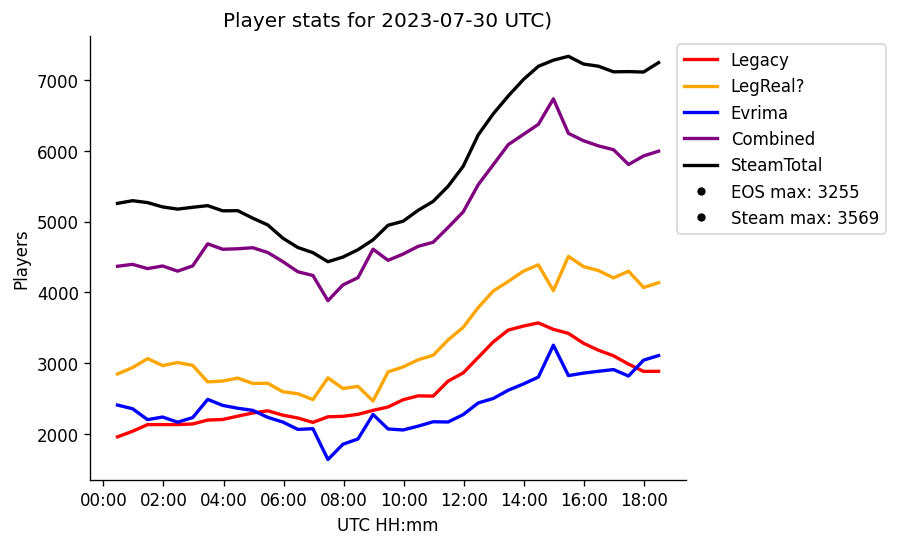 Player stats for 2023-07-30 UTC)
Legacy
LegReal?
Evrima
Combined
SteamTotal
EOS max: 3255
Steam max: 3569
Players
7000
6000
5000
4000
3000
2000
00:00 02:00 04:00 06:00 08:00 10:00 12:00 14:00 16:00 18:00
UTC HH:mm